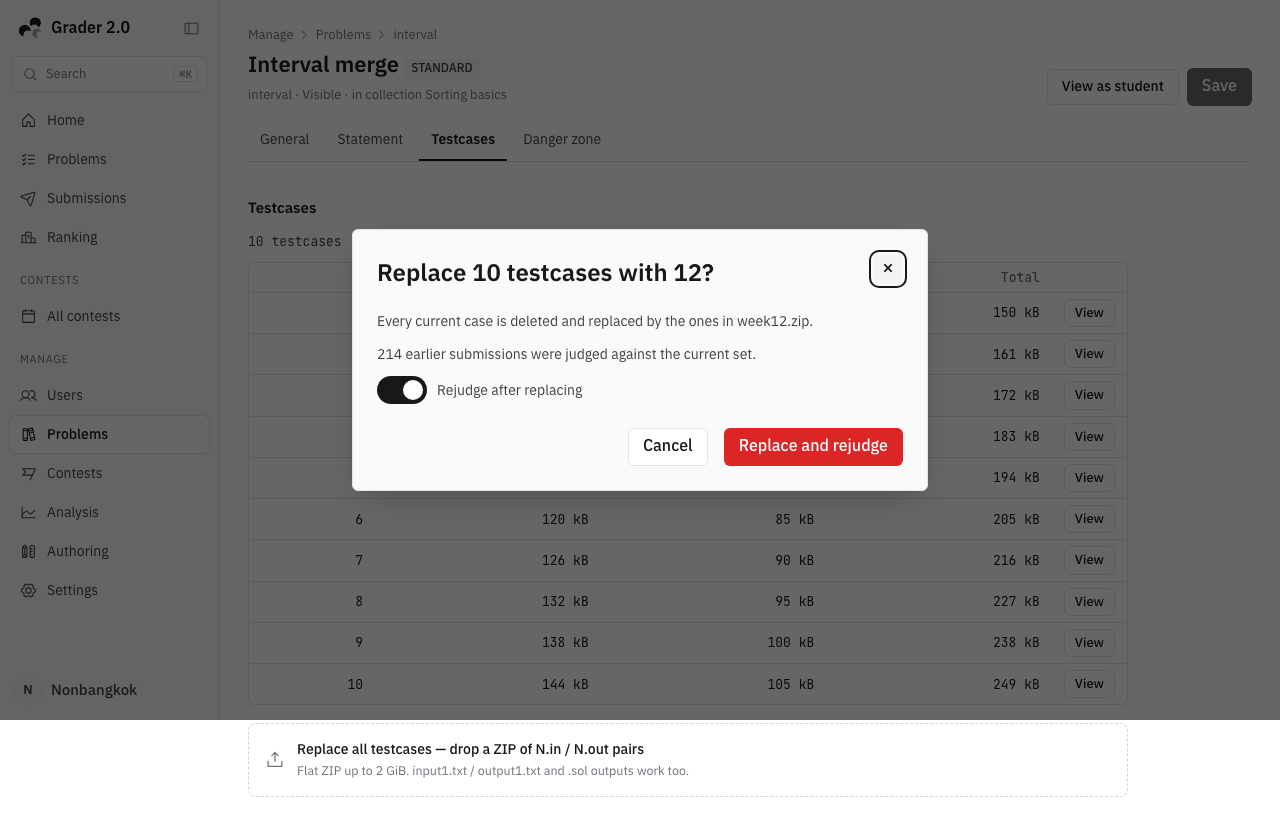 Grader 2.0
Search ⌘K
Home
Problems
Submissions
Ranking
CONTESTS
All contests
MANAGE
Users
Problems
Contests
Analysis
Authoring
Settings
N Nonbangkok
Manage > Problems > interval
Interval merge STANDARD
interval · Visible · in collection Sorting basics
View as student Save
General Statement Testcases Danger zone
Testcases
10 testcases
Total
150 kB View
161 kB View
172 kB View
183 kB View
194 kB View
6 120 kB 85 kB 205 kB View
7 126 kB 90 kB 216 kB View
8 132 kB 95 kB 227 kB View
9 138 kB 100 kB 238 kB View
10 144 kB 105 kB 249 kB View
Replace 10 testcases with 12? ×
Every current case is deleted and replaced by the ones in week12.zip.
214 earlier submissions were judged against the current set.
Rejudge after replacing
Cancel Replace and rejudge
Replace all testcases — drop a ZIP of N.in / N.out pairs
Flat ZIP up to 2 GiB. input1.txt / output1.txt and .sol outputs work too.